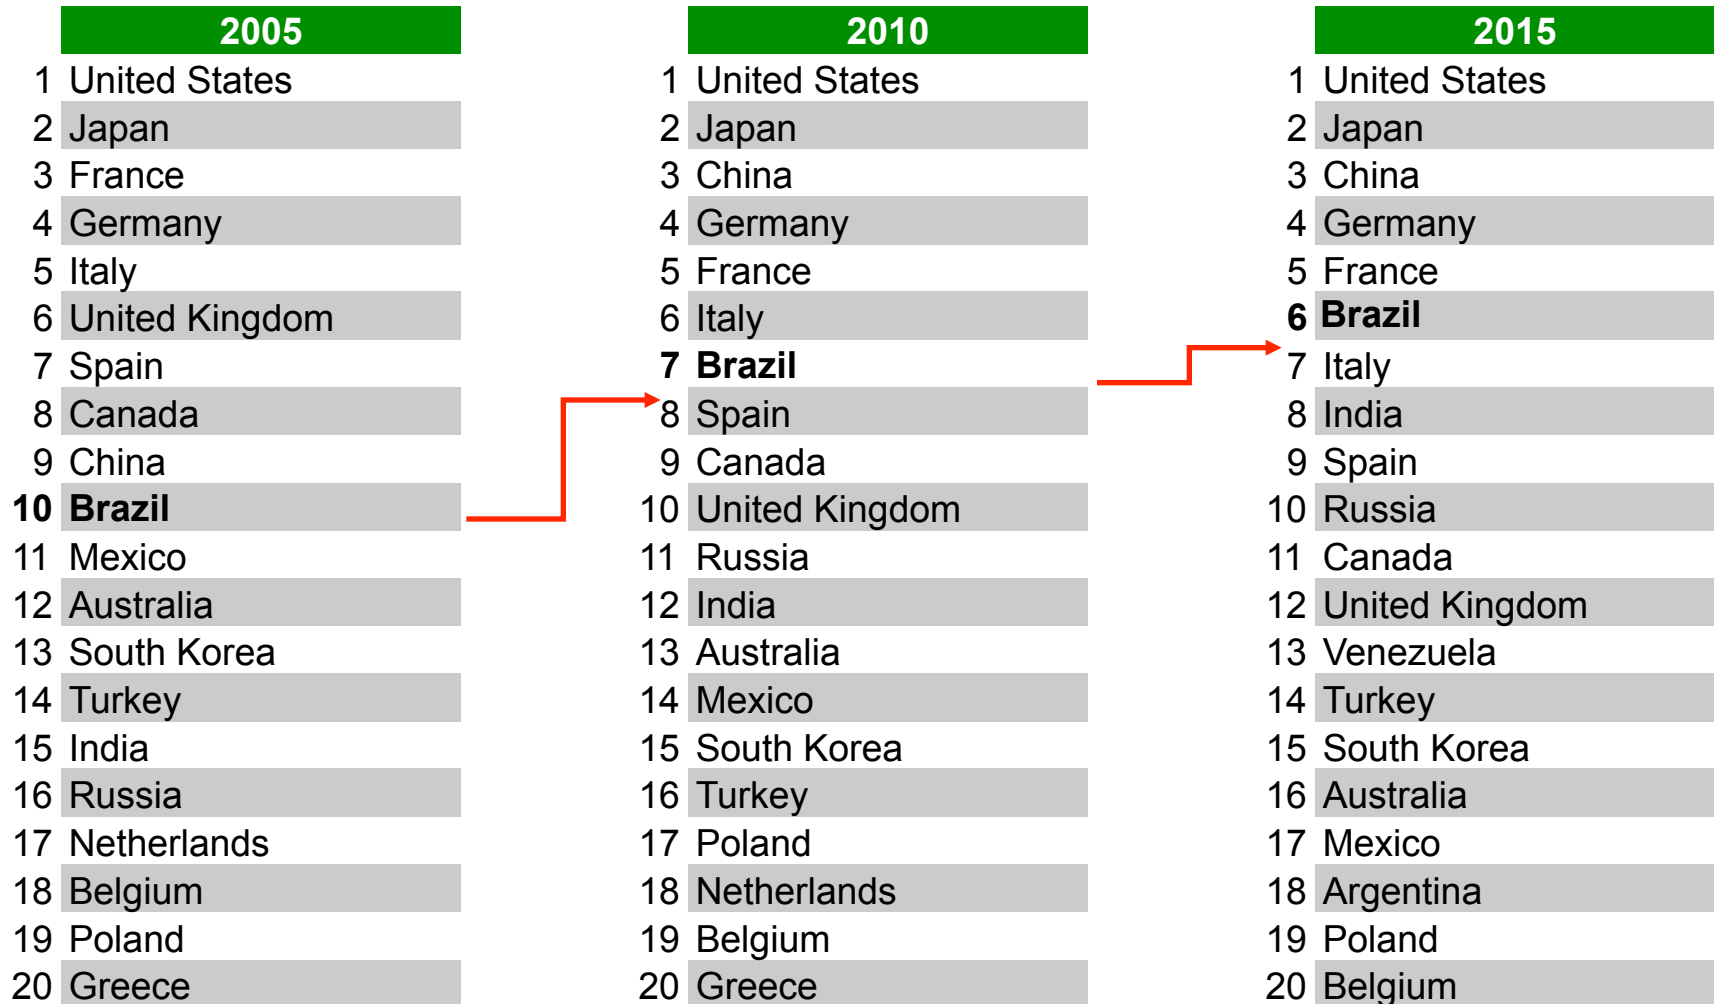 2005 2010 2015
1 United States 1 United States 1 United States
2 Japan 2 Japan 2 Japan
3 France 3 China 3 China
4 Germany 4 Germany 4 Germany
5 Italy 5 France 5 France
6 United Kingdom 6 Italy 6 Brazil
7 Spain 7 Brazil 7 Italy
8 Canada 8 Spain 8 India
9 China 9 Canada 9 Spain
10 Brazil 10 United Kingdom 10 Russia
11 Mexico 11 Russia 11 Canada
12 Australia 12 India 12 United Kingdom
13 South Korea 13 Australia 13 Venezuela
14 Turkey 14 Mexico 14 Turkey
15 India 15 South Korea 15 South Korea
16 Russia 16 Turkey 16 Australia
17 Netherlands 17 Poland 17 Mexico
18 Belgium 18 Netherlands 18 Argentina
19 Poland 19 Belgium 19 Poland
20 Greece 20 Greece 20 Belgium